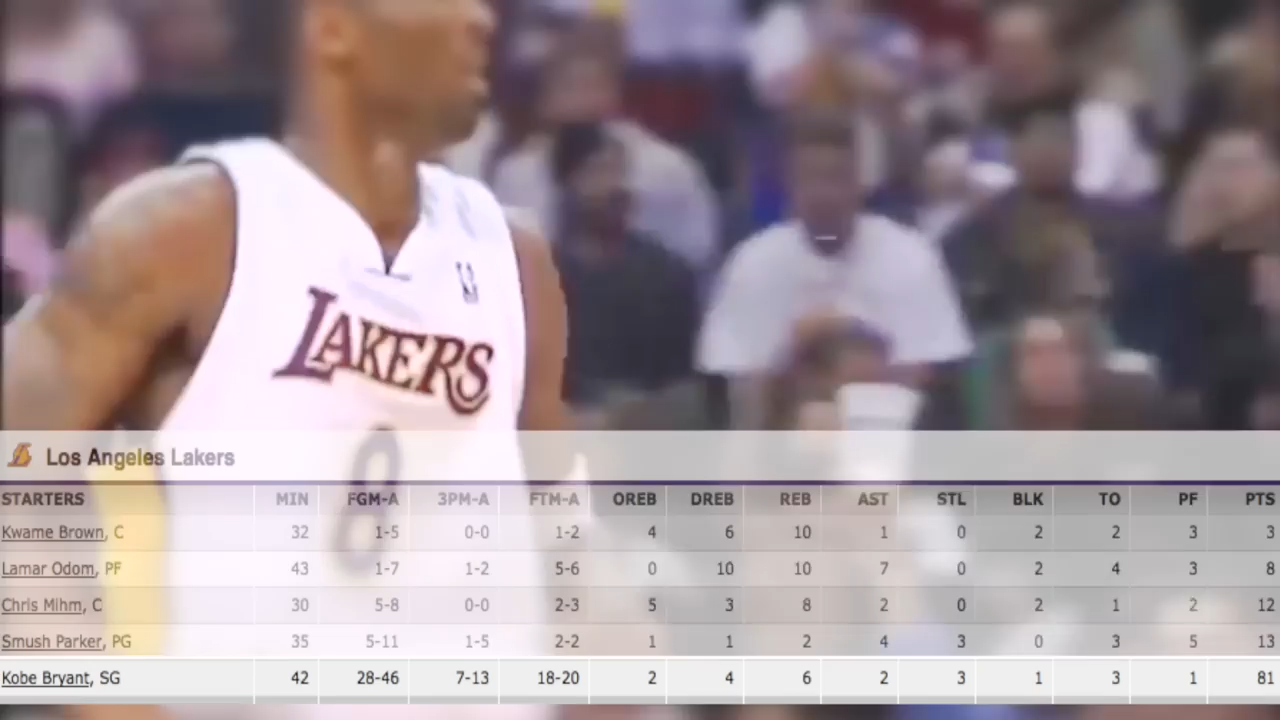 LAKERS
8
Los Angeles Lakers
STARTERS MIN FGM-A 3PM-A FTM-A OREB DREB REB AST STL BLK TO PF PTS
Kwame Brown, C 32 1-5 0-0 1-2 4 6 10 1 0 2 2 3 3
Lamar Odom, PF 43 1-7 1-2 5-6 0 10 10 7 0 2 4 3 8
Chris Mihm, C 30 5-8 0-0 2-3 5 3 8 2 0 2 1 2 12
Smush Parker, PG 35 5-11 1-5 2-2 1 1 2 4 3 0 3 5 13
Kobe Bryant, SG 42 28-46 7-13 18-20 2 4 6 2 3 1 3 1 81